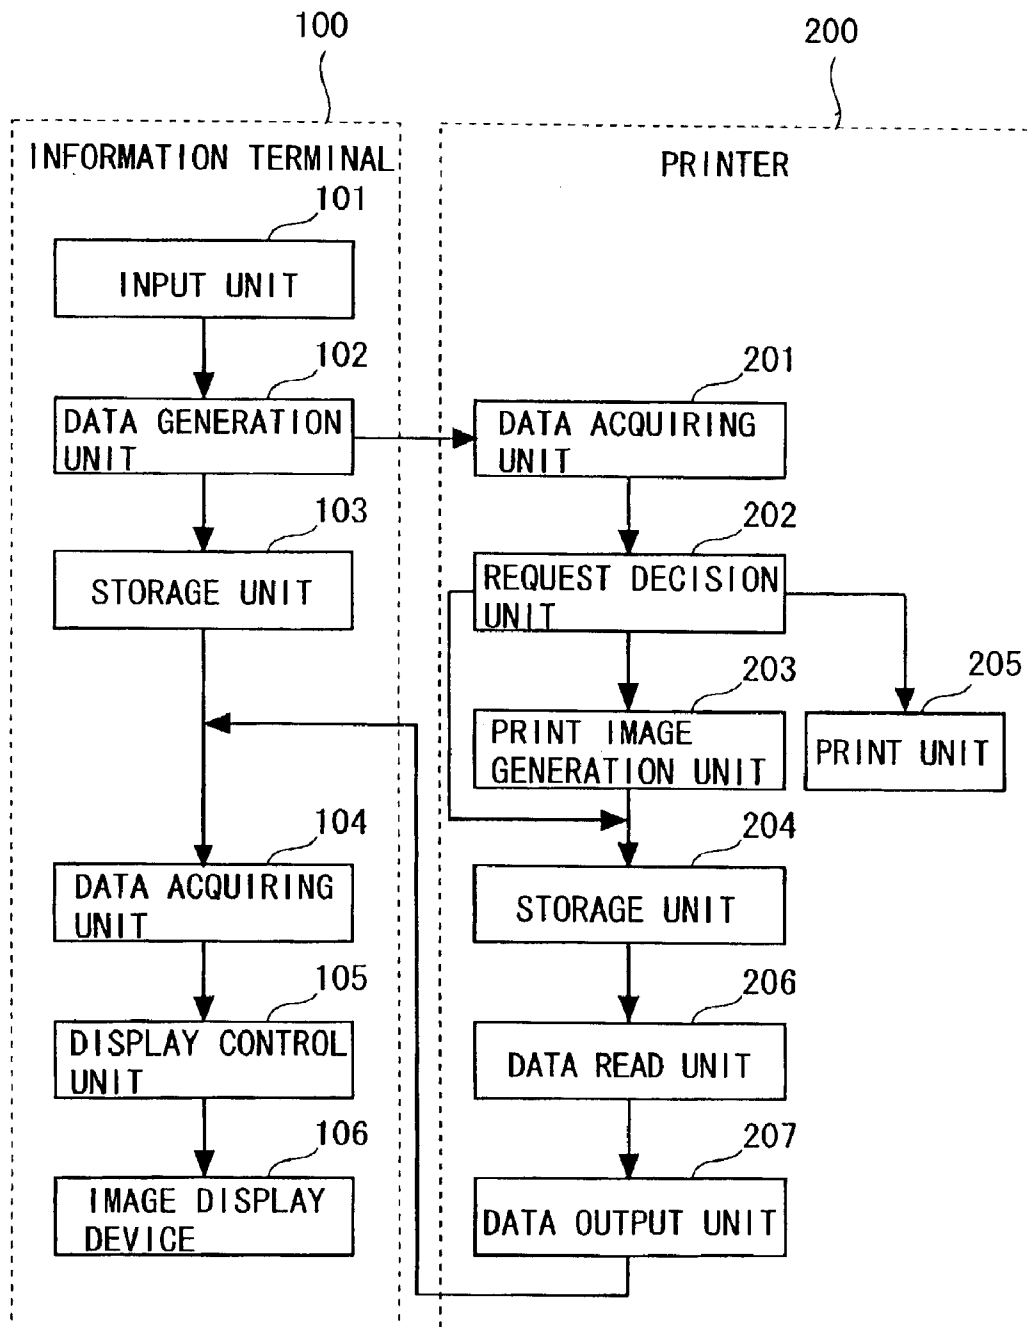 100
200
INFORMATION TERMINAL
PRINTER
101
INPUT UNIT
102
DATA GENERATION
UNIT
103
STORAGE UNIT
104
DATA ACQUIRING
UNIT
105
DISPLAY CONTROL
UNIT
106
IMAGE DISPLAY
DEVICE
201
DATA ACQUIRING
UNIT
202
REQUEST DECISION
UNIT
203
PRINT IMAGE
GENERATION UNIT
205
PRINT UNIT
204
STORAGE UNIT
206
DATA READ UNIT
207
DATA OUTPUT UNIT